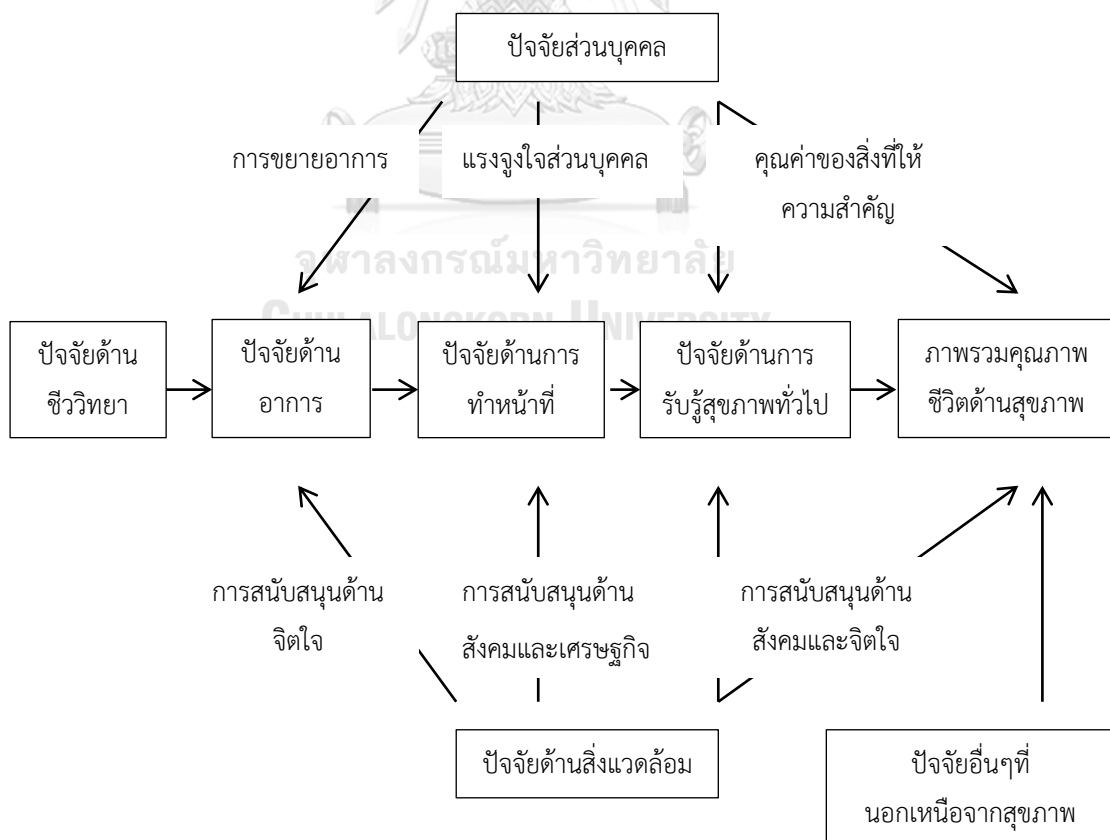 ปัจจัยส่วนบุคคล
การขยายอาการ
แรงจูงใจส่วนบุคคล
คุณค่าของสิ่งที่ให้
ความสำคัญ
จุฬาลงกรณ์มหาวิทยาลัย
CHULALONGKORN UNIVERSITY
ปัจจัยด้าน
ชีววิทยา
ปัจจัยด้าน
อาการ
ปัจจัยด้านการ
ทำหน้าที่
ปัจจัยด้านการ
รับรู้สุขภาพทั่วไป
ภาพรวมคุณภาพ
ชีวิตด้านสุขภาพ
การสนับสนุนด้าน
จิตใจ
การสนับสนุนด้าน
สังคมและเศรษฐกิจ
การสนับสนุนด้าน
สังคมและจิตใจ
ปัจจัยด้านสิ่งแวดล้อม
ปัจจัยอื่นๆที่
นอกเหนือจากสุขภาพ